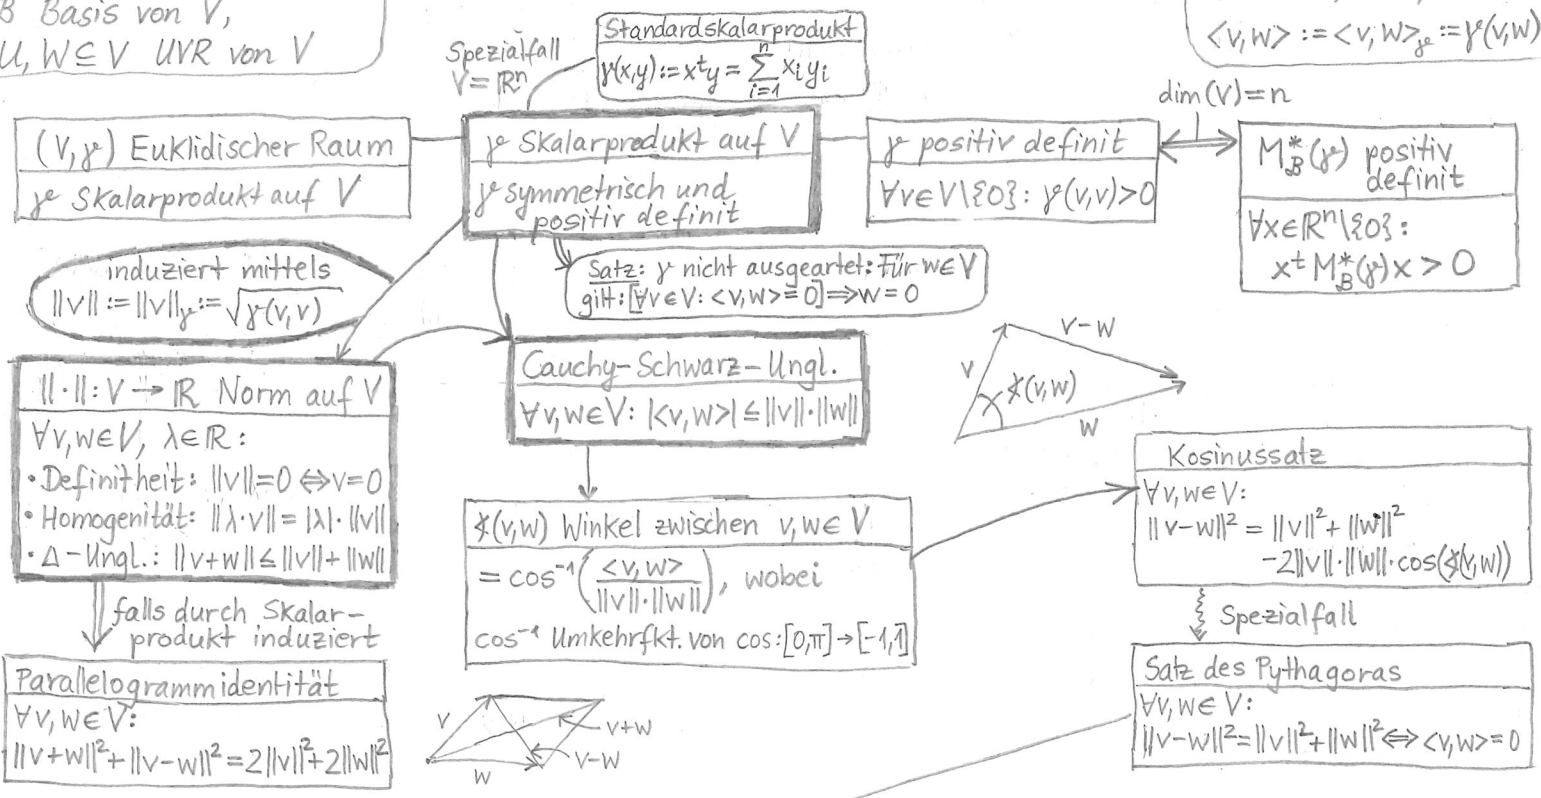 B Basis von V,
U, W ⊆ V UVR von V
<v,w> := <v,w>_γ := γ(v,w)
Spezialfall
V = ℝⁿ
Standardskalarprodukt
γ(x,y) := xᵗy = ∑ᵢ₌₁ⁿ xᵢyᵢ
dim(V)=n
(V,γ) Euklidischer Raum
γ Skalarprodukt auf V
γ Skalarprodukt auf V
γ symmetrisch und
positiv definit
γ positiv definit
∀v∈V\{0}: γ(v,v)>0
M*_B(γ) positiv
definit
∀x∈ℝⁿ\{0}:
xᵗ M*_B(γ)x > 0
induziert mittels
||v|| := ||v||_γ := √γ(v,v)
Satz: γ nicht ausgeartet: Für w∈V
gilt: [∀v∈V: <v,w>=0] ⇒ w=0
||·||: V → ℝ Norm auf V
∀v,w∈V, λ∈ℝ:
• Definitheit: ||v||=0 ⇔ v=0
• Homogenität: ||λ·v|| = |λ|·||v||
• Δ-Ungl.: ||v+w|| ≤ ||v||+||w||
Cauchy-Schwarz-Ungl.
∀v,w∈V: |<v,w>| ≤ ||v||·||w||
v-w
v
∢(v,w)
w
∢(v,w) Winkel zwischen v,w∈V
= cos⁻¹(<v,w> / ||v||·||w||), wobei
cos⁻¹ Umkehrfkt. von cos: [0,π]→[-1,1]
Kosinussatz
∀v,w∈V:
||v-w||² = ||v||² + ||w||²
-2||v||·||w||·cos(∢(v,w))
falls durch Skalar-
produkt induziert
Spezialfall
Parallelogrammidentität
∀v,w∈V:
||v+w||²+||v-w||²=2||v||²+2||w||²
v
v+w
v-w
w
Satz des Pythagoras
∀v,w∈V:
||v-w||²=||v||²+||w||² ⇔ <v,w>=0